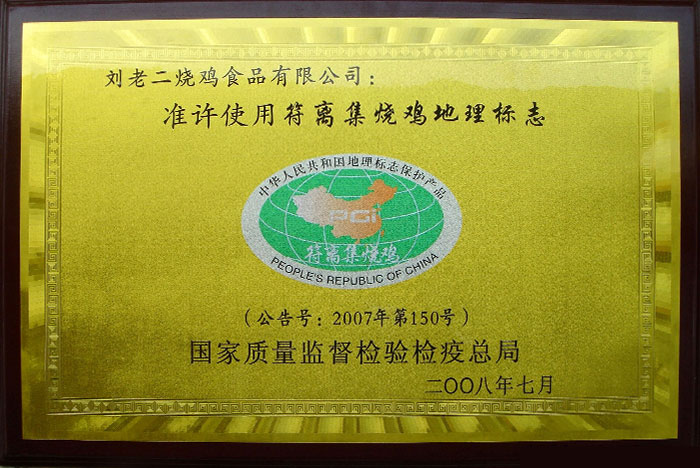 刘老二烧鸡食品有限公司：
准许使用符离集烧鸡地理标志
中华人民共和国地理标志保护产品
PGI
符离集烧鸡
PEOPLE'S REPUBLIC OF CHINA
（公告号：2007年第150号）
国家质量监督检验检疫总局
二〇〇八年七月